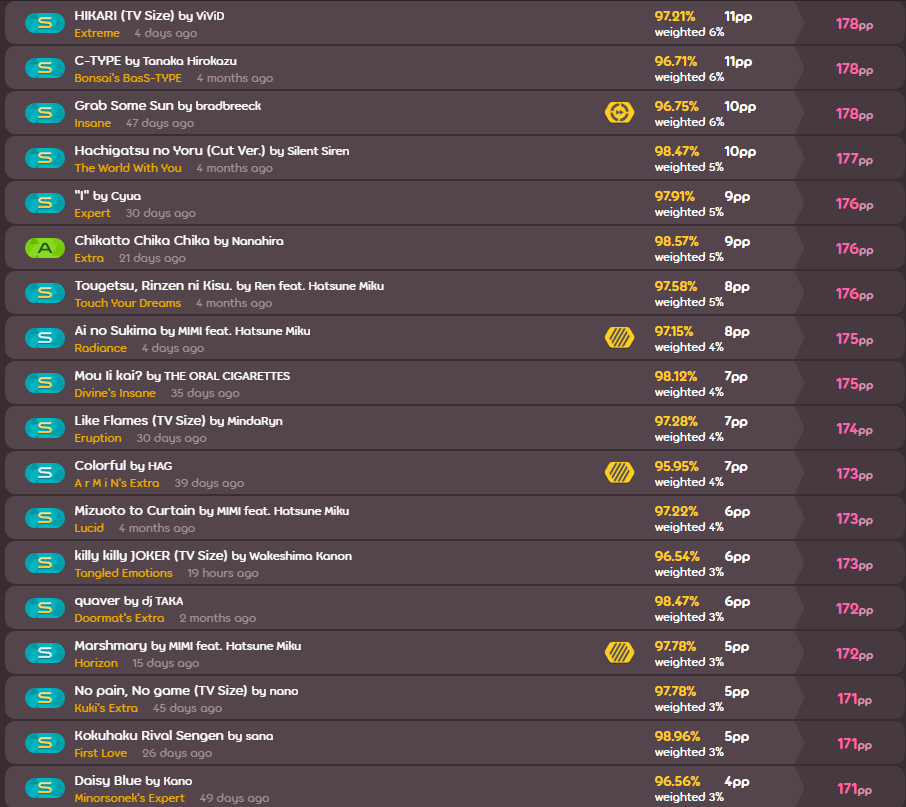 S HIKARI (TV Size) by ViViD 97.21% 11pp 178pp
Extreme 4 days ago weighted 6%
S C-TYPE by Tanaka Hirokazu 96.71% 11pp 178pp
Bonsai's BasS-TYPE 4 months ago weighted 6%
S Grab Some Sun by bradbreeck 96.75% 10pp 178pp
Insane 47 days ago weighted 6%
S Hachigatsu no Yoru (Cut Ver.) by Silent Siren 98.47% 10pp 177pp
The World With You 4 months ago weighted 5%
S "I" by Cyua 97.91% 9pp 176pp
Expert 30 days ago weighted 5%
A Chikatto Chika Chika by Nanahira 98.57% 9pp 176pp
Extra 21 days ago weighted 5%
S Tougetsu, Rinzen ni Kisu. by Ren feat. Hatsune Miku 97.58% 8pp 176pp
Touch Your Dreams 4 months ago weighted 5%
S Ai no Sukima by MIMI feat. Hatsune Miku 97.15% 8pp 175pp
Radiance 4 days ago weighted 4%
S Mou Ii kai? by THE ORAL CIGARETTES 98.12% 7pp 175pp
Divine's Insane 35 days ago weighted 4%
S Like Flames (TV Size) by MindaRyn 97.28% 7pp 174pp
Eruption 30 days ago weighted 4%
S Colorful by HAG 95.95% 7pp 173pp
A r M i N's Extra 39 days ago weighted 4%
S Mizuoto to Curtain by MIMI feat. Hatsune Miku 97.22% 6pp 173pp
Lucid 4 months ago weighted 4%
S killy killy JOKER (TV Size) by Wakeshima Kanon 96.54% 6pp 173pp
Tangled Emotions 19 hours ago weighted 3%
S quaver by dj TAKA 98.47% 6pp 172pp
Doormat's Extra 2 months ago weighted 3%
S Marshmary by MIMI feat. Hatsune Miku 97.78% 5pp 172pp
Horizon 15 days ago weighted 3%
S No pain, No game (TV Size) by nano 97.78% 5pp 171pp
Kuki's Extra 45 days ago weighted 3%
S Kokuhaku Rival Sengen by sana 98.96% 5pp 171pp
First Love 26 days ago weighted 3%
S Daisy Blue by Kano 96.56% 4pp 171pp
Minorsonek's Expert 49 days ago weighted 3%